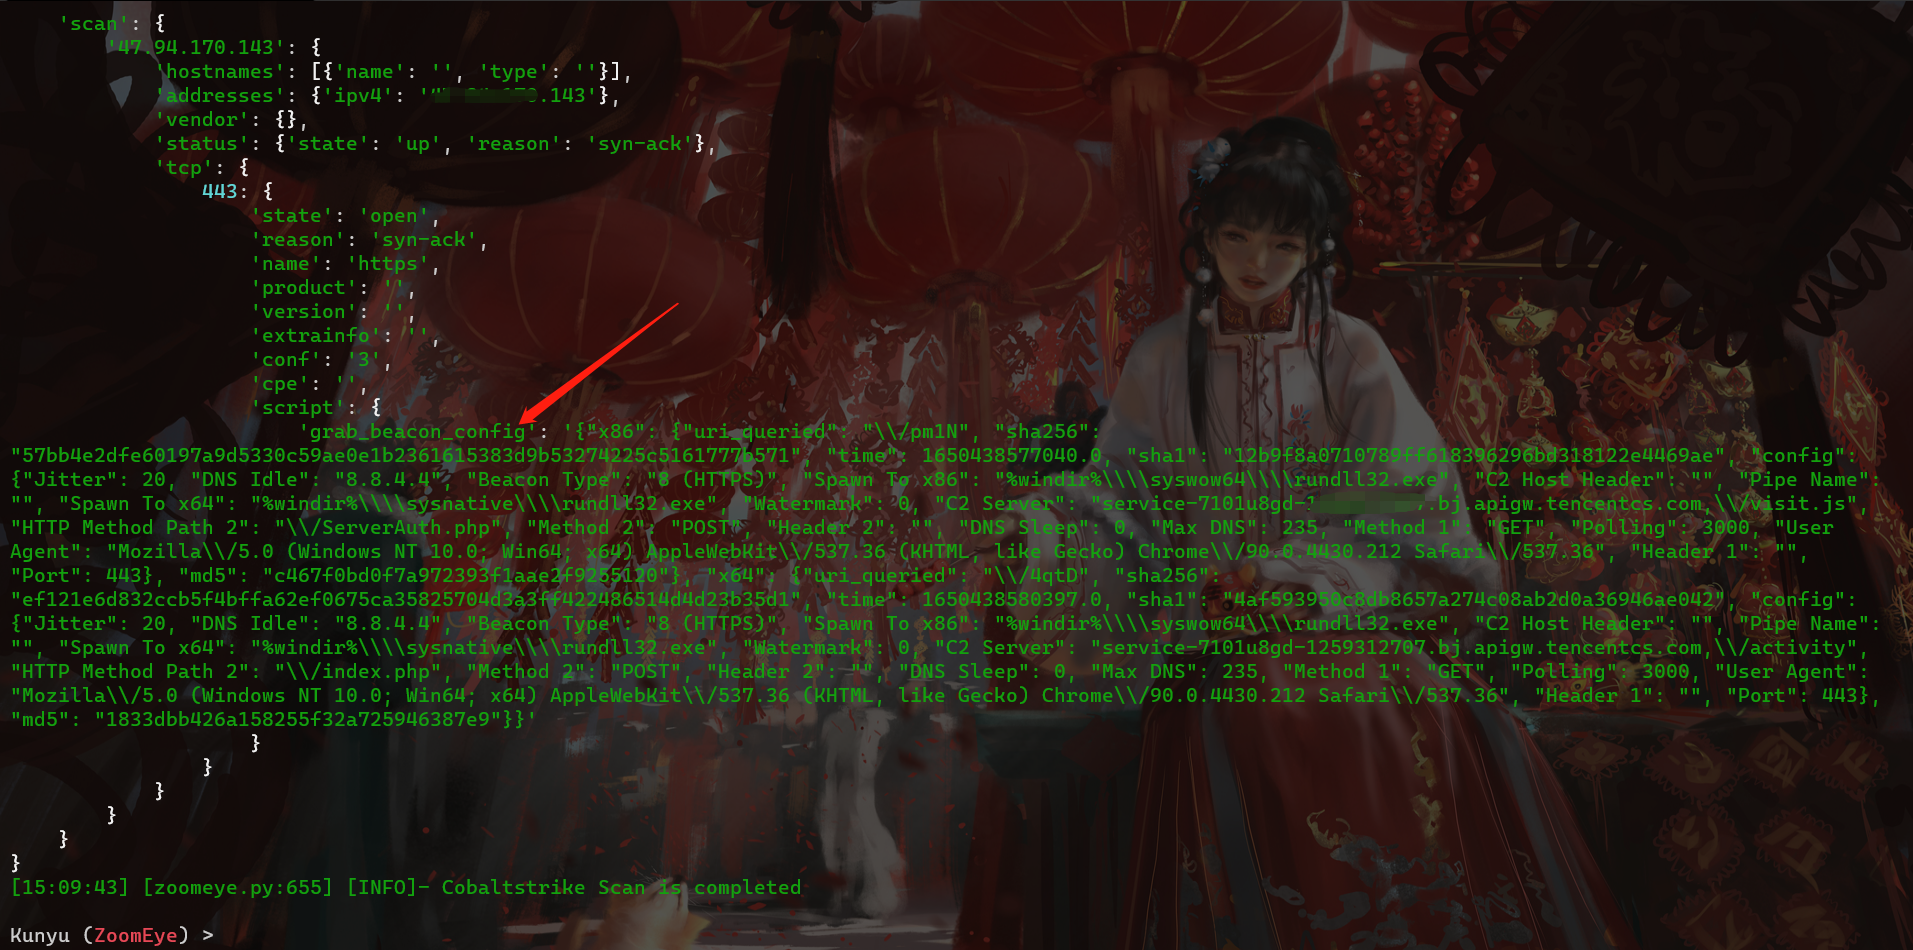 'scan': {
'47.94.170.143': {
'hostnames': [{'name': '', 'type': ''}],
'addresses': {'ipv4': ' .143'},
'vendor': {},
'status': {'state': 'up', 'reason': 'syn-ack'},
'tcp': {
443: {
'state': 'open',
'reason': 'syn-ack',
'name': 'https',
'product': '',
'version': '',
'extrainfo': '',
'conf': '3',
'cpe': '',
'script': {
'grab_beacon_config': '{"x86": {"uri_queried": "\\/pm1N", "sha256":
"57bb4e2dfe60197a9d5330c59ae0e1b2361615383d9b53274225c5161777b571", "time": 1650438577040.0, "sha1": "12b9f8a0710789ff618396296bd318122e4469ae", "config":
{"Jitter": 20, "DNS Idle": "8.8.4.4", "Beacon Type": "8 (HTTPS)", "Spawn To x86": "%windir%\\\\syswow64\\\\rundll32.exe", "C2 Host Header": "", "Pipe Name":
"", "Spawn To x64": "%windir%\\\\sysnative\\\\rundll32.exe", "Watermark": 0, "C2 Server": "service-7101u8gd-1 .bj.apigw.tencentcs.com,\\/visit.js",
"HTTP Method Path 2": "\\/ServerAuth.php", "Method 2": "POST", "Header 2": "", "DNS Sleep": 0, "Max DNS": 235, "Method 1": "GET", "Polling": 3000, "User
Agent": "Mozilla\\/5.0 (Windows NT 10.0; Win64; x64) AppleWebKit\\/537.36 (KHTML, like Gecko) Chrome\\/90.0.4430.212 Safari\\/537.36", "Header 1": "",
"Port": 443}, "md5": "c467f0bd0f7a972393f1aae2f9255120"}, "x64": {"uri_queried": "\\/4qtD", "sha256":
"ef121e6d832ccb5f4bffa62ef0675ca35825704d3a3ff422486514d4d23b35d1", "time": 1650438580397.0, "sha1": "4af593950c8db8657a274c08ab2d0a36946ae042", "config":
{"Jitter": 20, "DNS Idle": "8.8.4.4", "Beacon Type": "8 (HTTPS)", "Spawn To x86": "%windir%\\\\syswow64\\\\rundll32.exe", "C2 Host Header": "", "Pipe Name":
"", "Spawn To x64": "%windir%\\\\sysnative\\\\rundll32.exe", "Watermark": 0, "C2 Server": "service-7101u8gd-1259312707.bj.apigw.tencentcs.com,\\/activity",
"HTTP Method Path 2": "\\/index.php", "Method 2": "POST", "Header 2": "", "DNS Sleep": 0, "Max DNS": 235, "Method 1": "GET", "Polling": 3000, "User Agent":
"Mozilla\\/5.0 (Windows NT 10.0; Win64; x64) AppleWebKit\\/537.36 (KHTML, like Gecko) Chrome\\/90.0.4430.212 Safari\\/537.36", "Header 1": "", "Port": 443},
"md5": "1833dbb426a158255f32a725946387e9"}}'
}
}
}
}
}
}
[15:09:43] [zoomeye.py:655] [INFO]- Cobaltstrike Scan is completed
Kunyu (ZoomEye) >